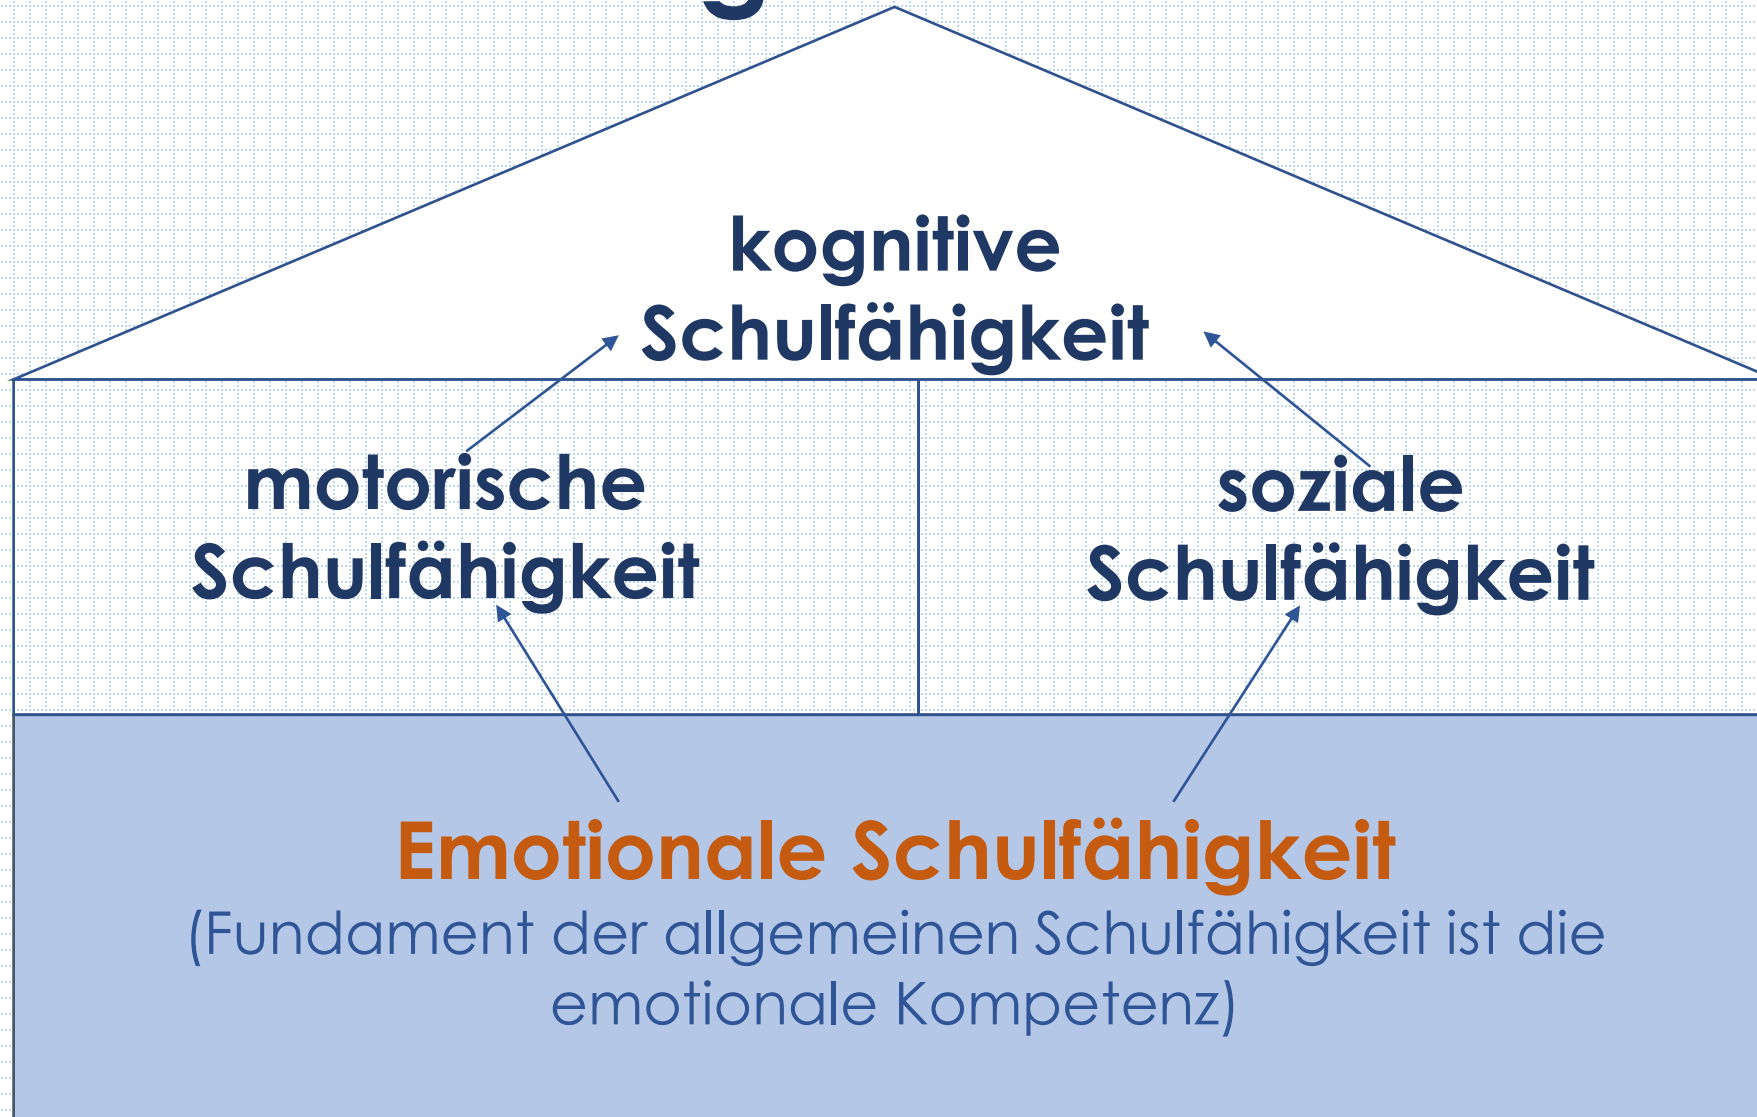 kognitive
Schulfähigkeit
motorische
Schulfähigkeit
soziale
Schulfähigkeit
Emotionale Schulfähigkeit
(Fundament der allgemeinen Schulfähigkeit ist die
emotionale Kompetenz)